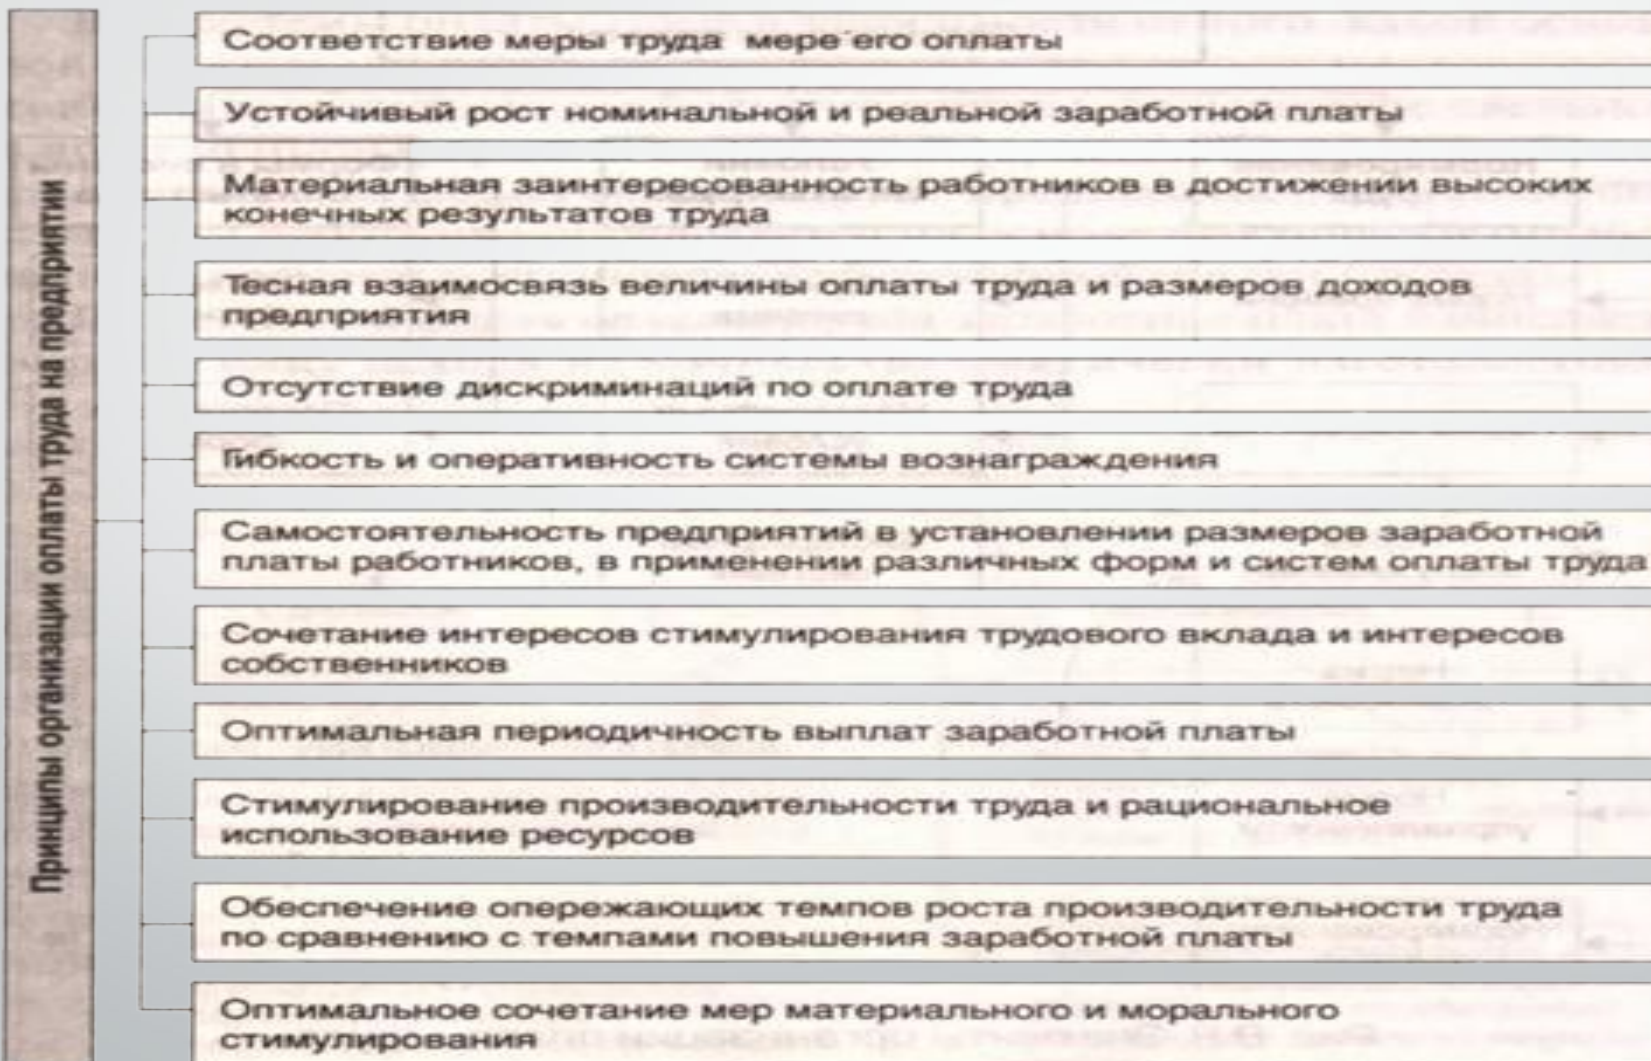 Принципы организации оплаты труда на предприятии
Соответствие меры труда мере его оплаты
Устойчивый рост номинальной и реальной заработной платы
Материальная заинтересованность работников в достижении высоких
конечных результатов труда
Тесная взаимосвязь величины оплаты труда и размеров доходов
предприятия
Отсутствие дискриминаций по оплате труда
Гибкость и оперативность системы вознаграждения
Самостоятельность предприятий в установлении размеров заработной
платы работников, в применении различных форм и систем оплаты труда
Сочетание интересов стимулирования трудового вклада и интересов
собственников
Оптимальная периодичность выплат заработной платы
Стимулирование производительности труда и рациональное
использование ресурсов
Обеспечение опережающих темпов роста производительности труда
по сравнению с темпами повышения заработной платы
Оптимальное сочетание мер материального и морального
стимулирования